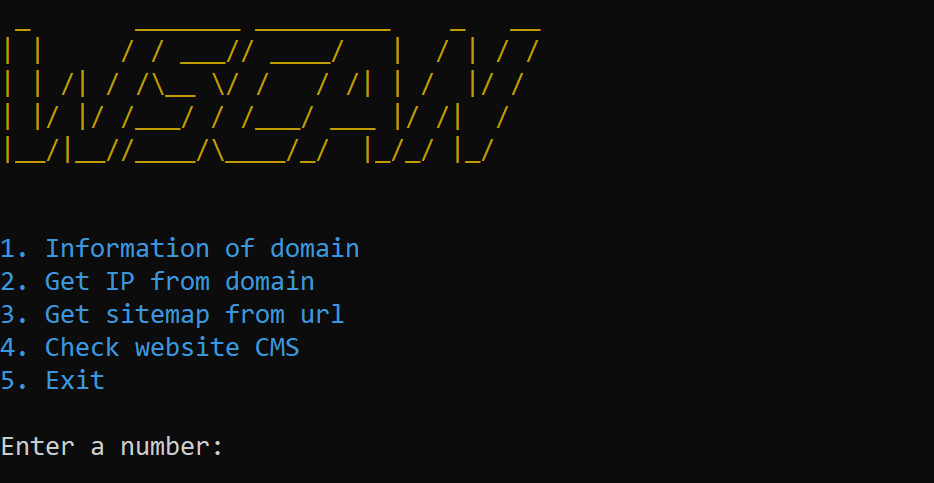 WSCAN
1. Information of domain
2. Get IP from domain
3. Get sitemap from url
4. Check website CMS
5. Exit
Enter a number: